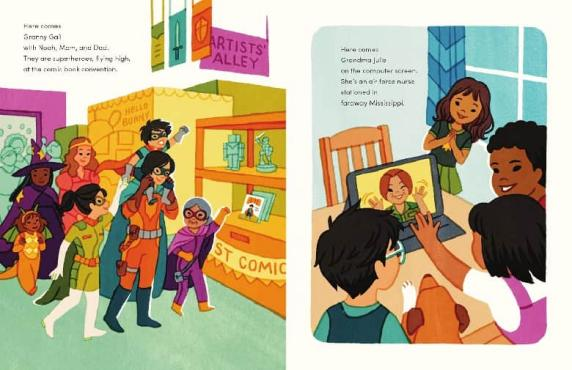 Here comes
Granny Gail
with Noah, Mom, and Dad.
They are superheroes, flying high,
at the comic book convention.
ARTISTS'
ALLEY
HELLO
BUNNY
ST COMIC
Here comes
Grandma Julie
on the computer screen.
She's an air force nurse
stationed in
faraway Mississippi.